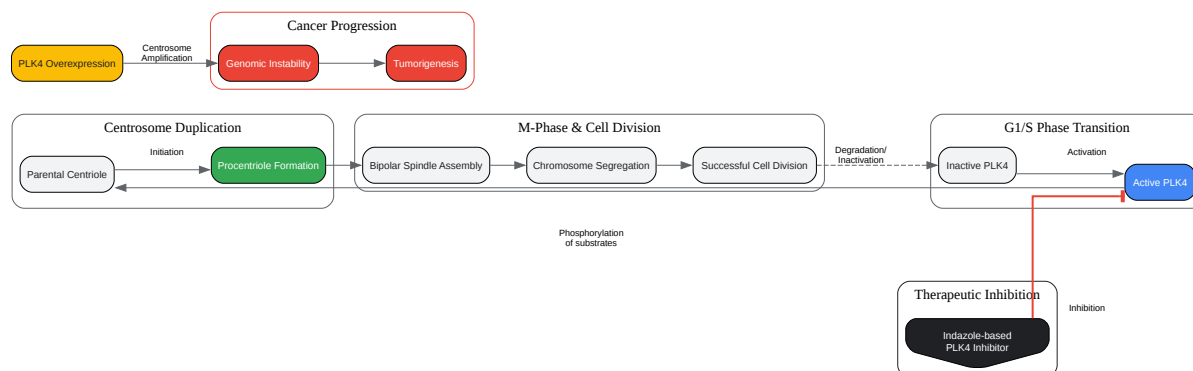 Cancer Progression
PLK4 Overexpression
Centrosome
Amplification
Genomic Instability
Tumorigenesis
Centrosome Duplication
Parental Centriole
Initiation
Procentriole Formation
M-Phase & Cell Division
Bipolar Spindle Assembly
Chromosome Segregation
Successful Cell Division
Degradation/
Inactivation
G1/S Phase Transition
Inactive PLK4
Activation
Active PLK4
Phosphorylation
of substrates
Therapeutic Inhibition
Indazole-based
PLK4 Inhibitor
Inhibition